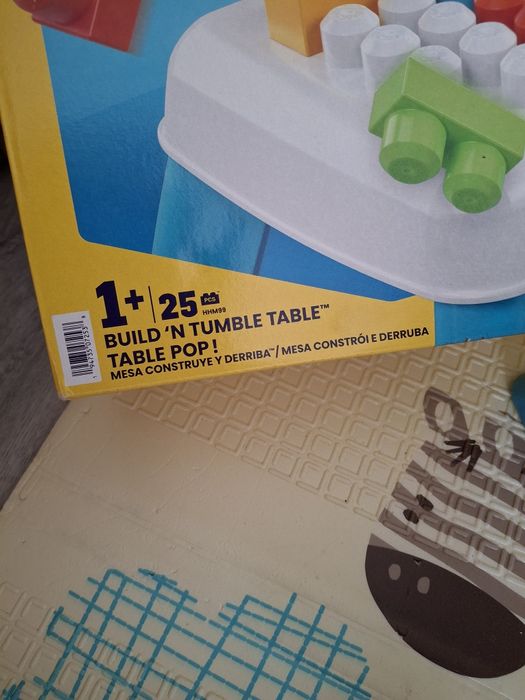 1+ 25 PCS
HHM99
BUILD 'N TUMBLE TABLE™
TABLE POP !
MESA CONSTRUYE Y DERRIBA™/ MESA CONSTRÓI E DERRUBA